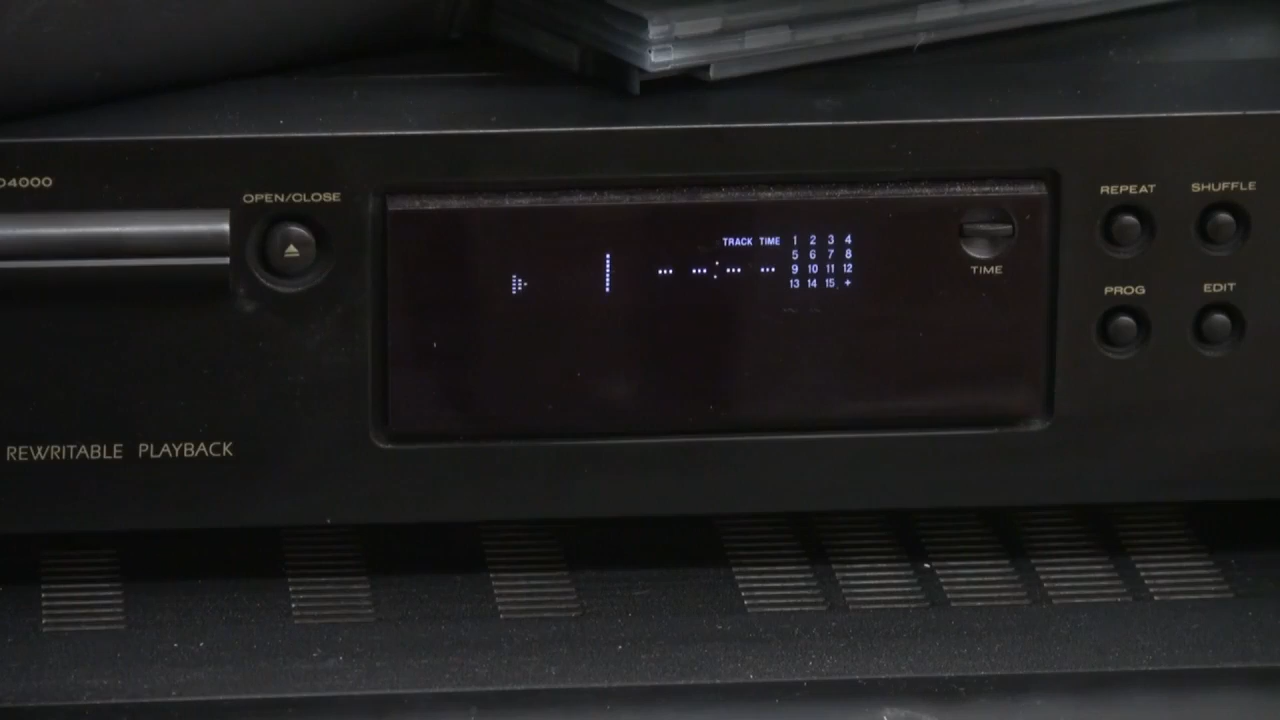 D4000
OPEN/CLOSE
REWRITABLE PLAYBACK
1 -- --:-- --
TRACK TIME
1 2 3 4
5 6 7 8
9 10 11 12
13 14 15 +
TIME
REPEAT SHUFFLE
PROG EDIT